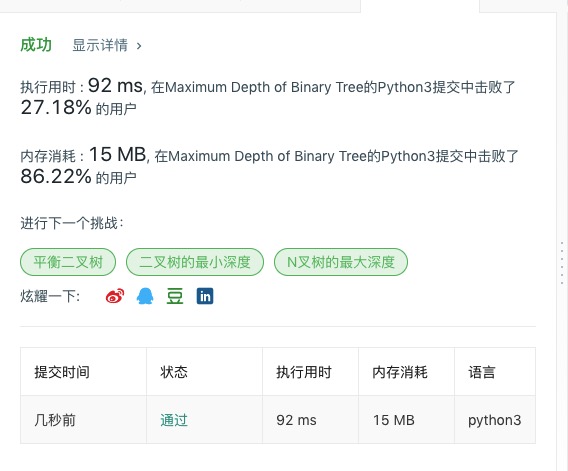 成功 显示详情 >
执行用时 : 92 ms, 在Maximum Depth of Binary Tree的Python3提交中击败了
27.18% 的用户
内存消耗 : 15 MB, 在Maximum Depth of Binary Tree的Python3提交中击败了
86.22% 的用户
进行下一个挑战：
平衡二叉树 二叉树的最小深度 N叉树的最大深度
炫耀一下: 豆 in
提交时间 状态 执行用时 内存消耗 语言
几秒前 通过 92 ms 15 MB python3